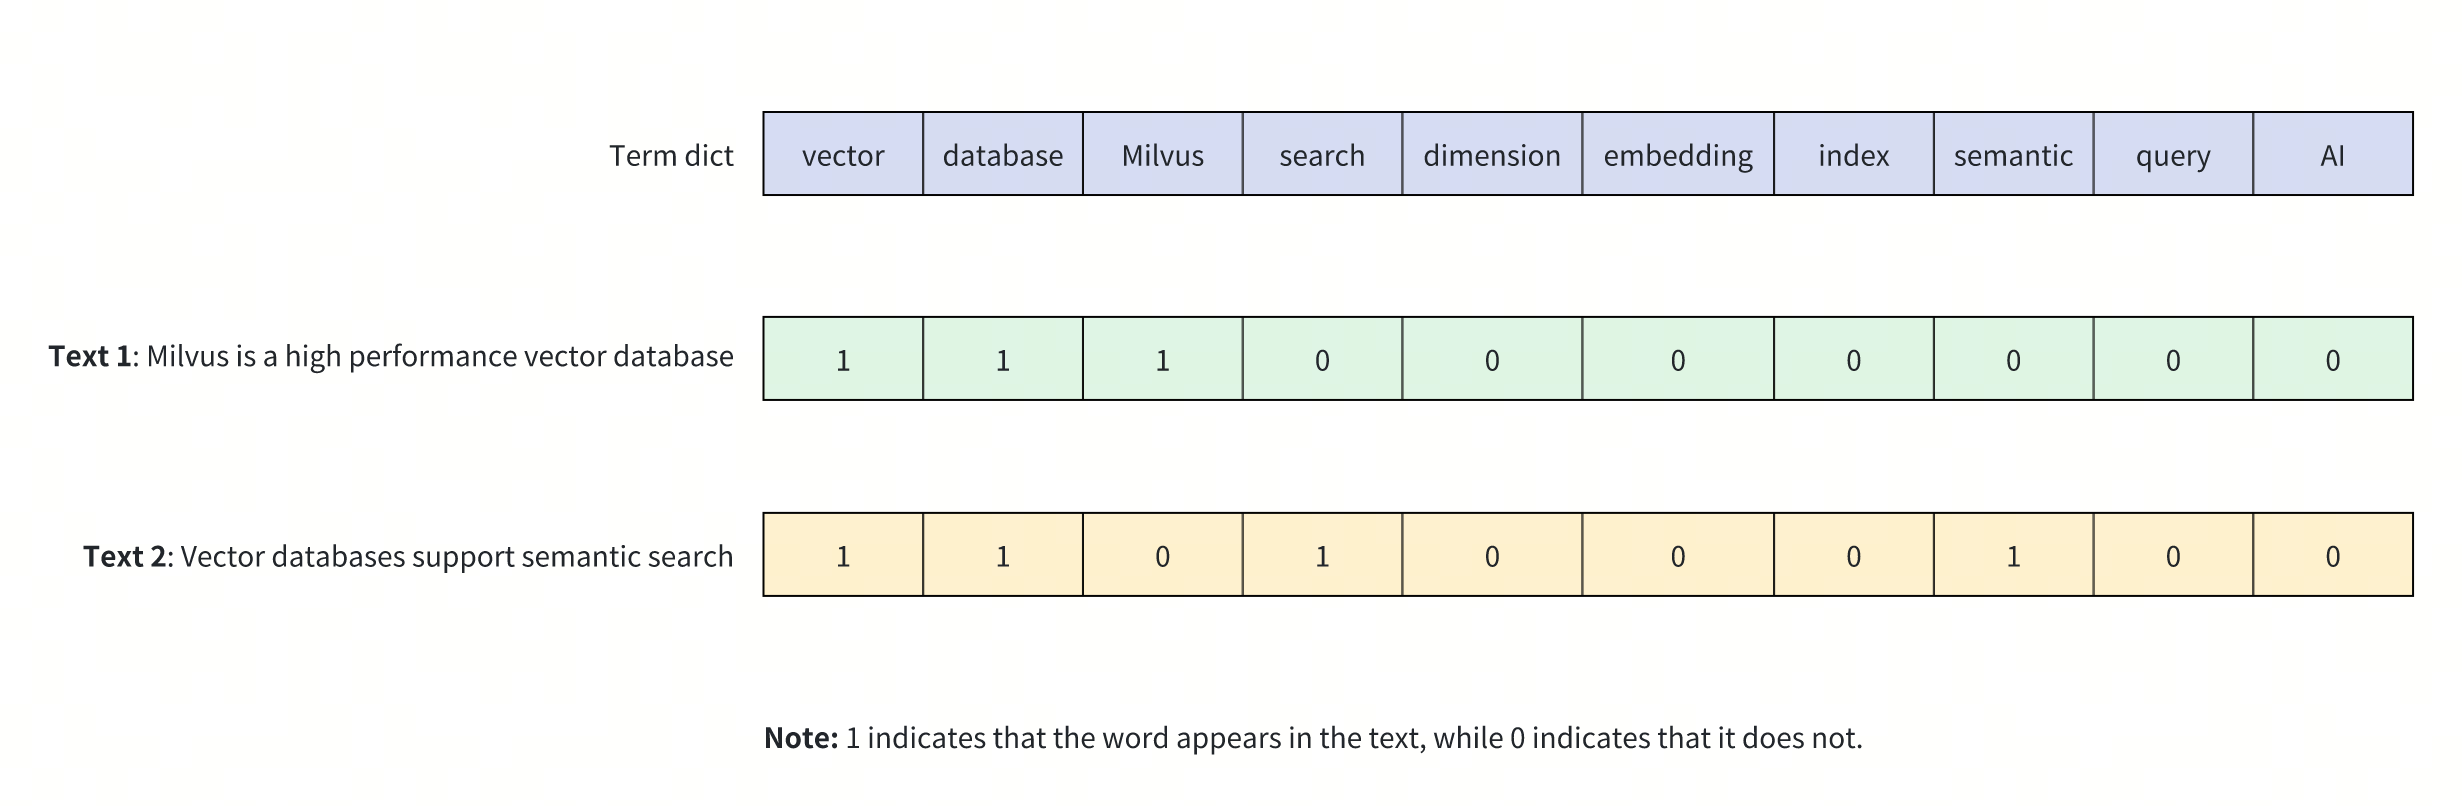 Term dict vector database Milvus search dimension embedding index semantic query AI
Text 1: Milvus is a high performance vector database 1 1 1 0 0 0 0 0 0 0
Text 2: Vector databases support semantic search 1 1 0 1 0 0 0 1 0 0
Note: 1 indicates that the word appears in the text, while 0 indicates that it does not.